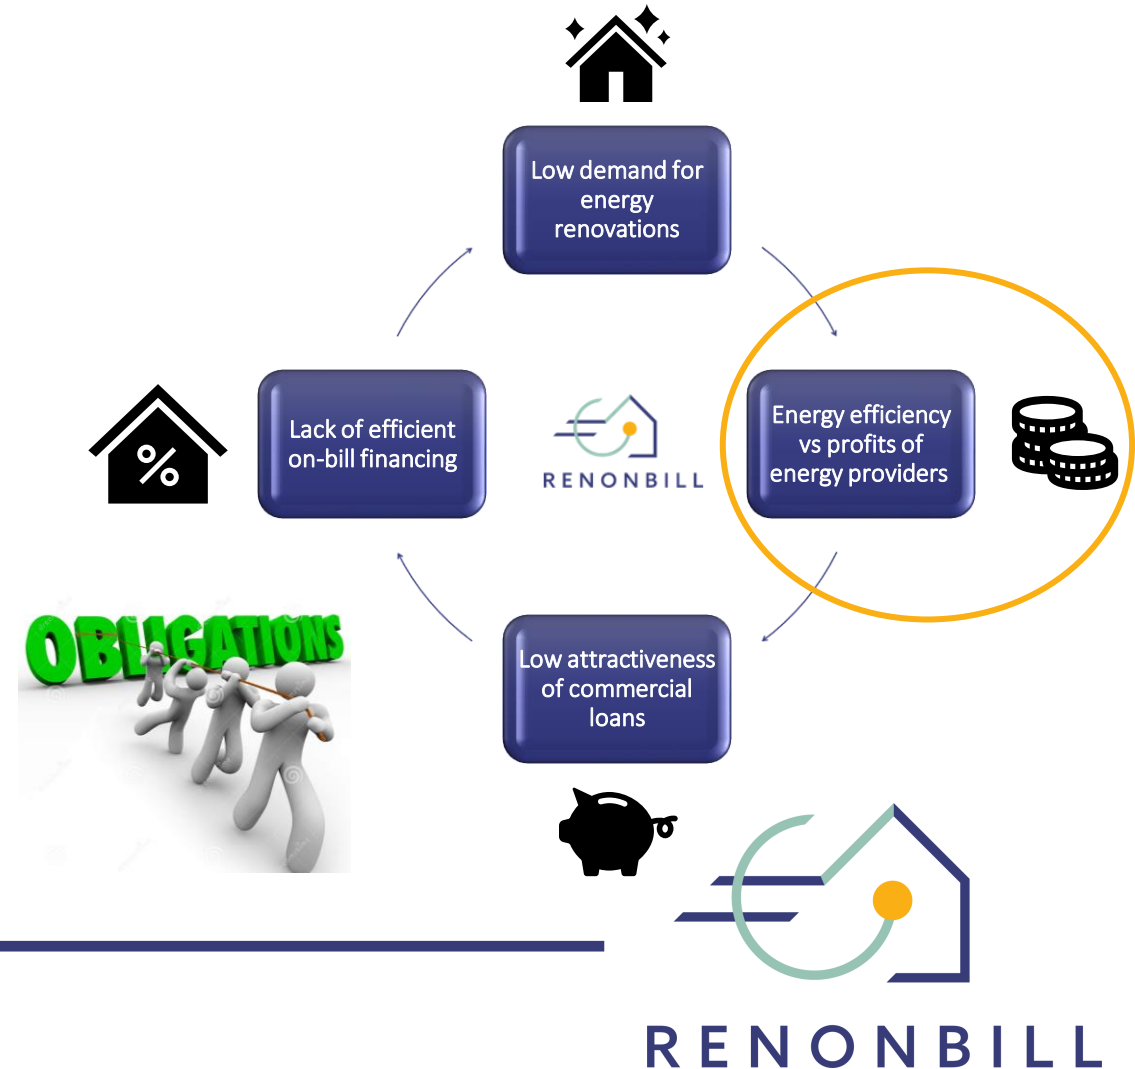 Low demand for
energy
renovations
Lack of efficient
on-bill financing
%
RENONBILL
Energy efficiency
vs profits of
energy providers
OBLIGATIONS
Low attractiveness
of commercial
loans
RENONBILL